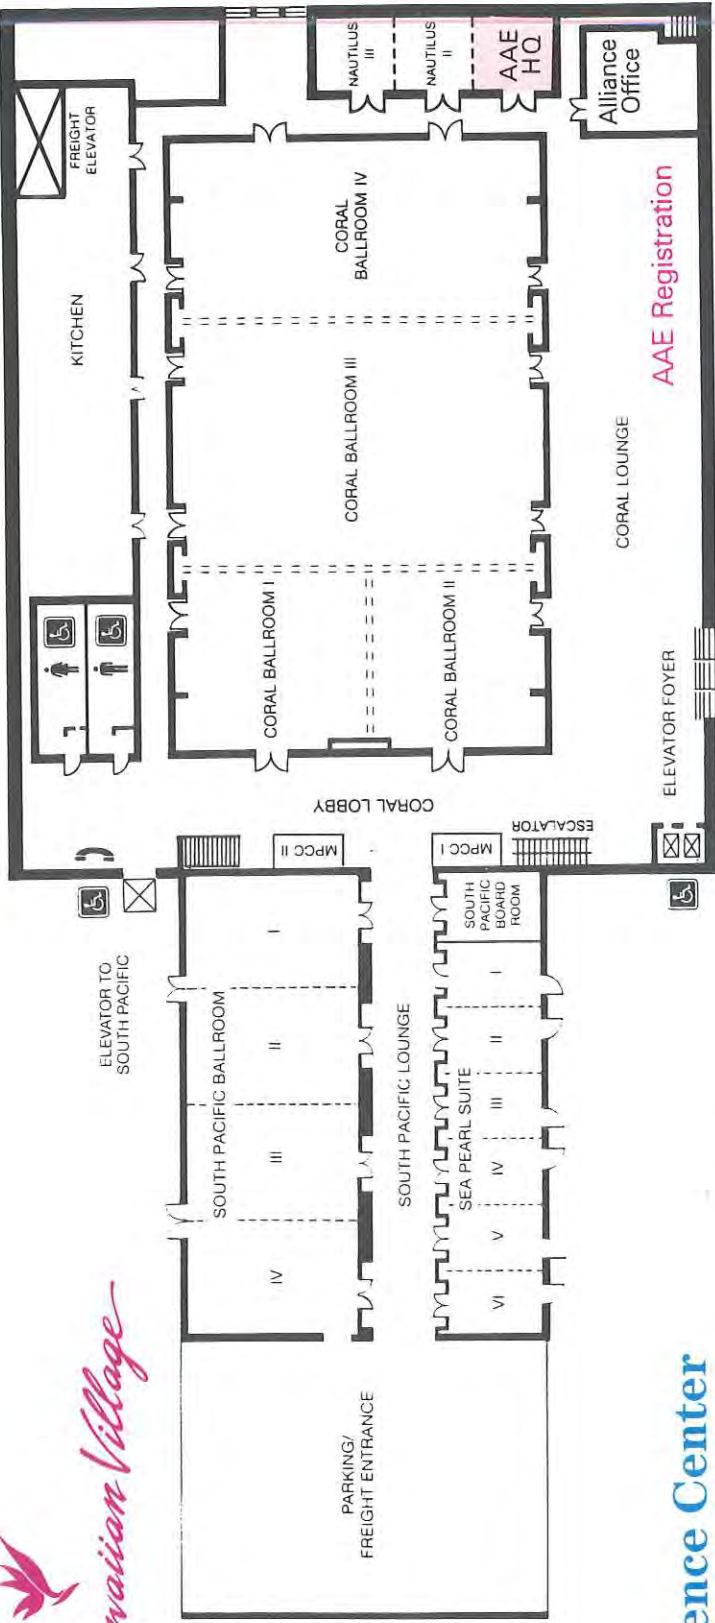 waiian Village
ence Center
FREIGHT
ELEVATOR
KITCHEN
NAUTILUS
III
NAUTILUS
II
AAE
HQ
Alliance
Office
CORAL
BALLROOM IV
CORAL BALLROOM III
CORAL BALLROOM I
CORAL BALLROOM II
AAE Registration
CORAL LOUNGE
ELEVATOR FOYER
CORAL LOBBY
ESCALATOR
MPCC II
MPCC I
ELEVATOR TO
SOUTH PACIFIC
SOUTH PACIFIC BALLROOM
IV
III
II
I
SOUTH PACIFIC LOUNGE
SOUTH
PACIFIC
BOARD
ROOM
SEA PEARL SUITE
VI
V
IV
III
II
I
PARKING/
FREIGHT ENTRANCE